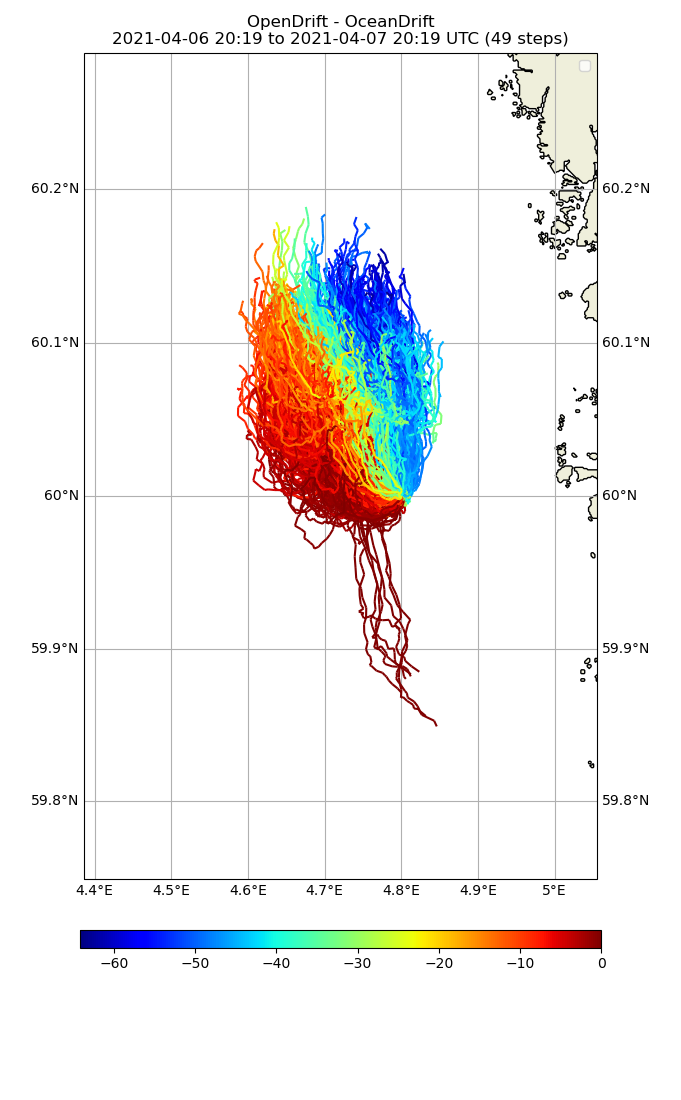 OpenDrift - OceanDrift
2021-04-06 20:19 to 2021-04-07 20:19 UTC (49 steps)
60.2°N 60.2°N
60.1°N 60.1°N
60°N 60°N
59.9°N 59.9°N
59.8°N 59.8°N
4.4°E 4.5°E 4.6°E 4.7°E 4.8°E 4.9°E 5°E
−60 −50 −40 −30 −20 −10 0